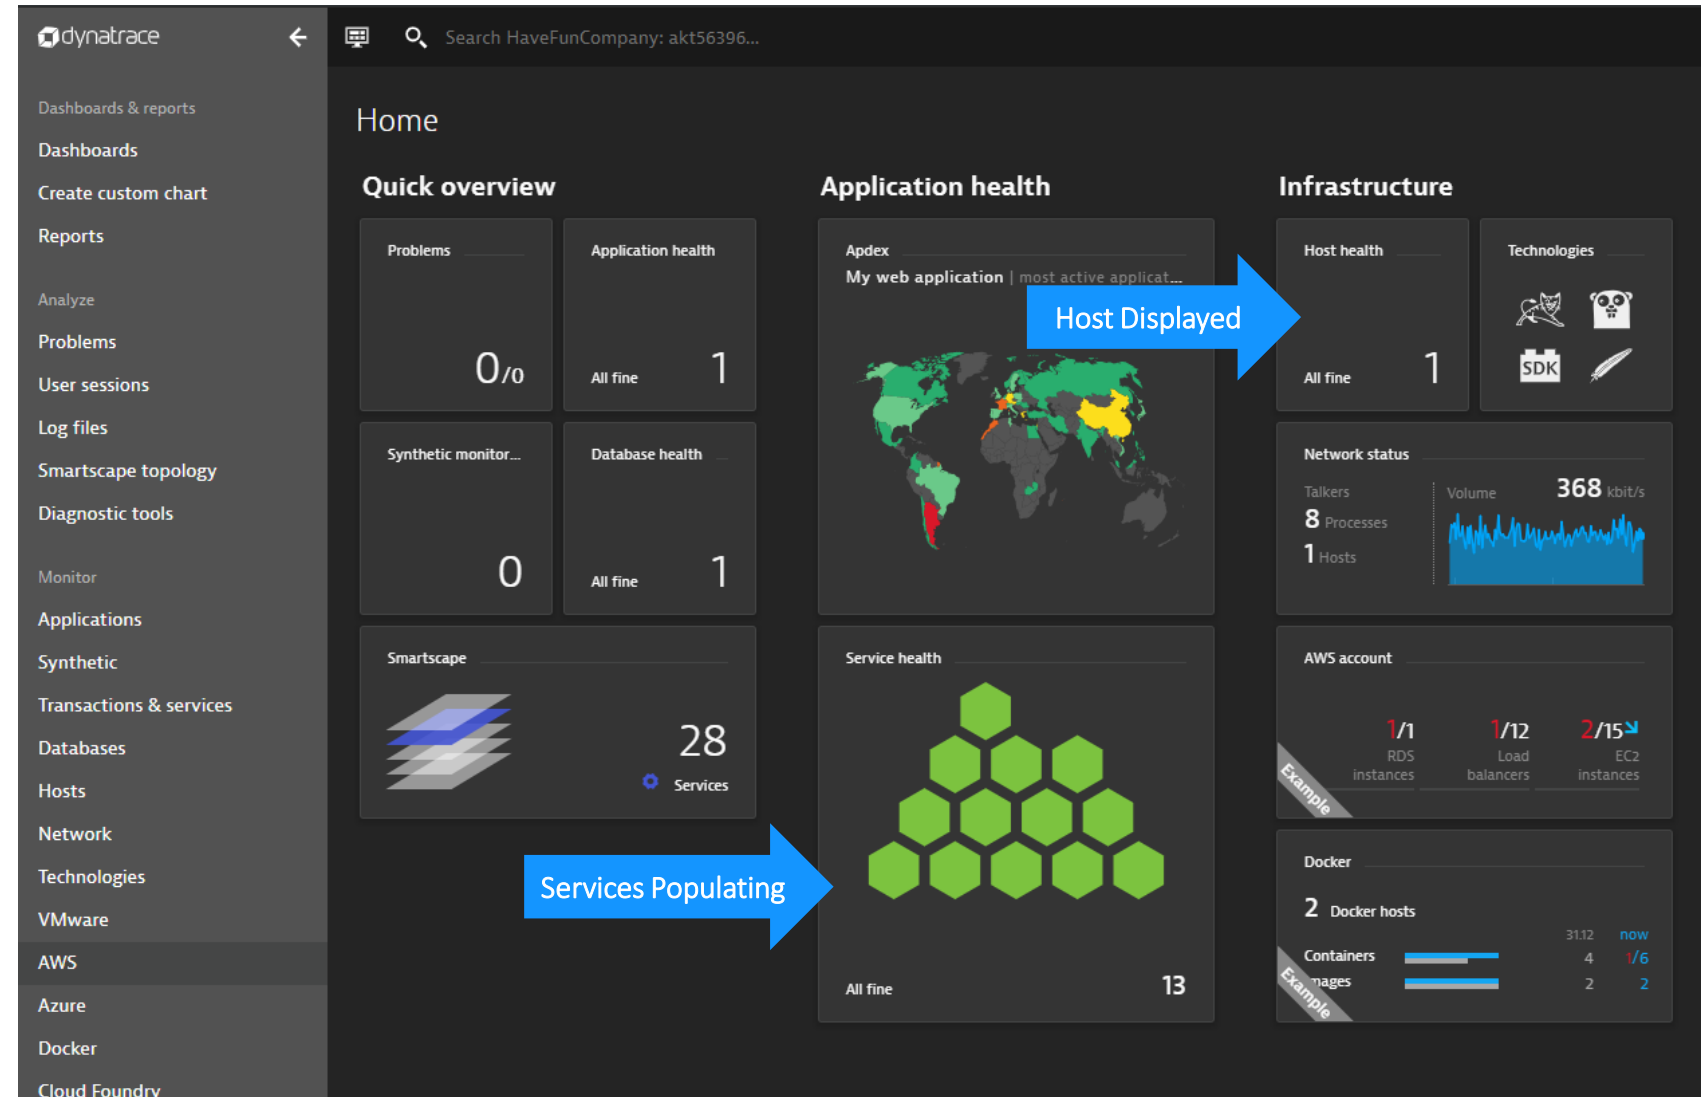 dynatrace
Search HaveFunCompany: akt56396...
Dashboards & reports
Dashboards
Create custom chart
Reports
Analyze
Problems
User sessions
Log files
Smartscape topology
Diagnostic tools
Monitor
Applications
Synthetic
Transactions & services
Databases
Hosts
Network
Technologies
VMware
AWS
Azure
Docker
Cloud Foundry
Home
Quick overview
Problems
0/0
Application health
All fine 1
Synthetic monitor...
0
Database health
All fine 1
Smartscape
28
Services
Services Populating
Application health
Apdex
My web application | most active applicat...
Host Displayed
Service health
All fine 13
Infrastructure
Host health
All fine 1
Technologies
SDK
Network status
Talkers
8 Processes
1 Hosts
Volume 368 kbit/s
AWS account
1/1
RDS
instances
1/12
Load
balancers
2/15
EC2
instances
Example
Docker
2 Docker hosts
31.12 now
Containers 4 1/6
mages 2 2
Example